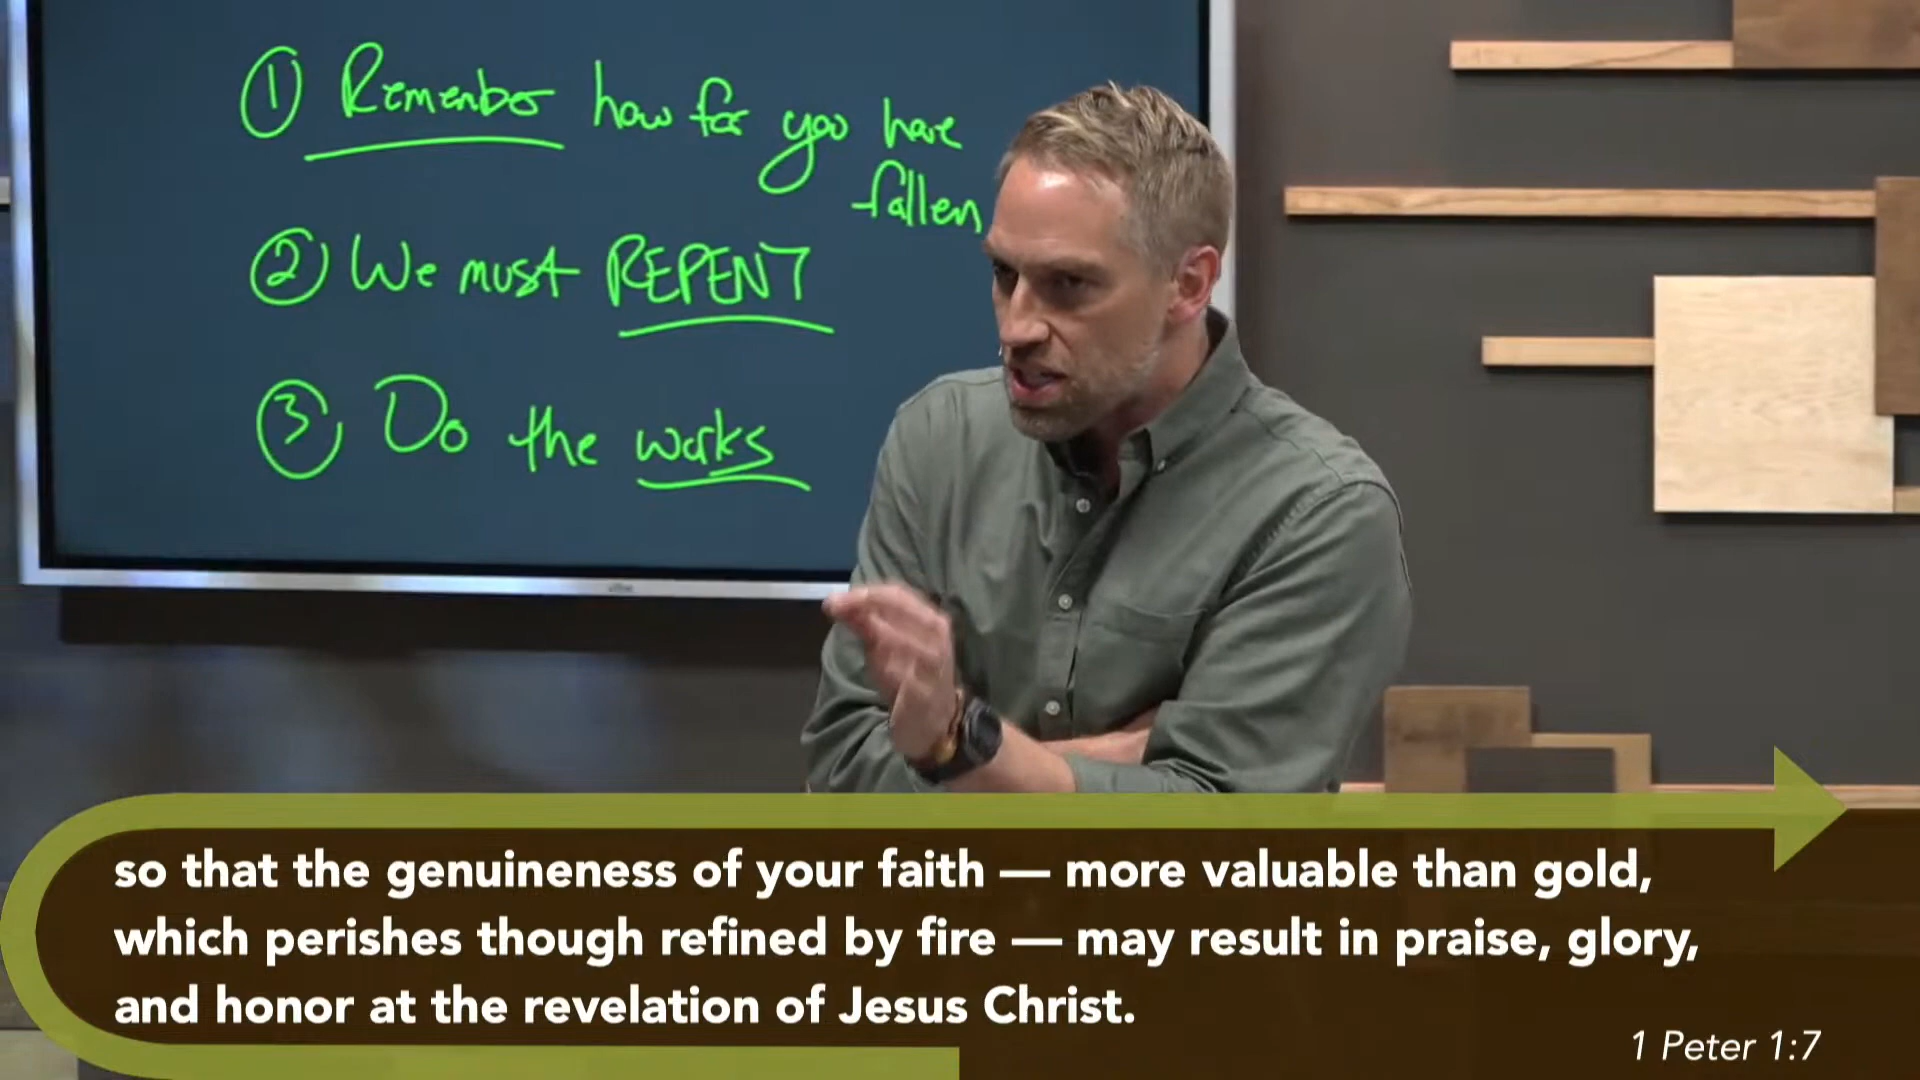 ① Remember how far you have
fallen
② We must REPENT
③ Do the works
so that the genuineness of your faith — more valuable than gold,
which perishes though refined by fire — may result in praise, glory,
and honor at the revelation of Jesus Christ.
1 Peter 1:7